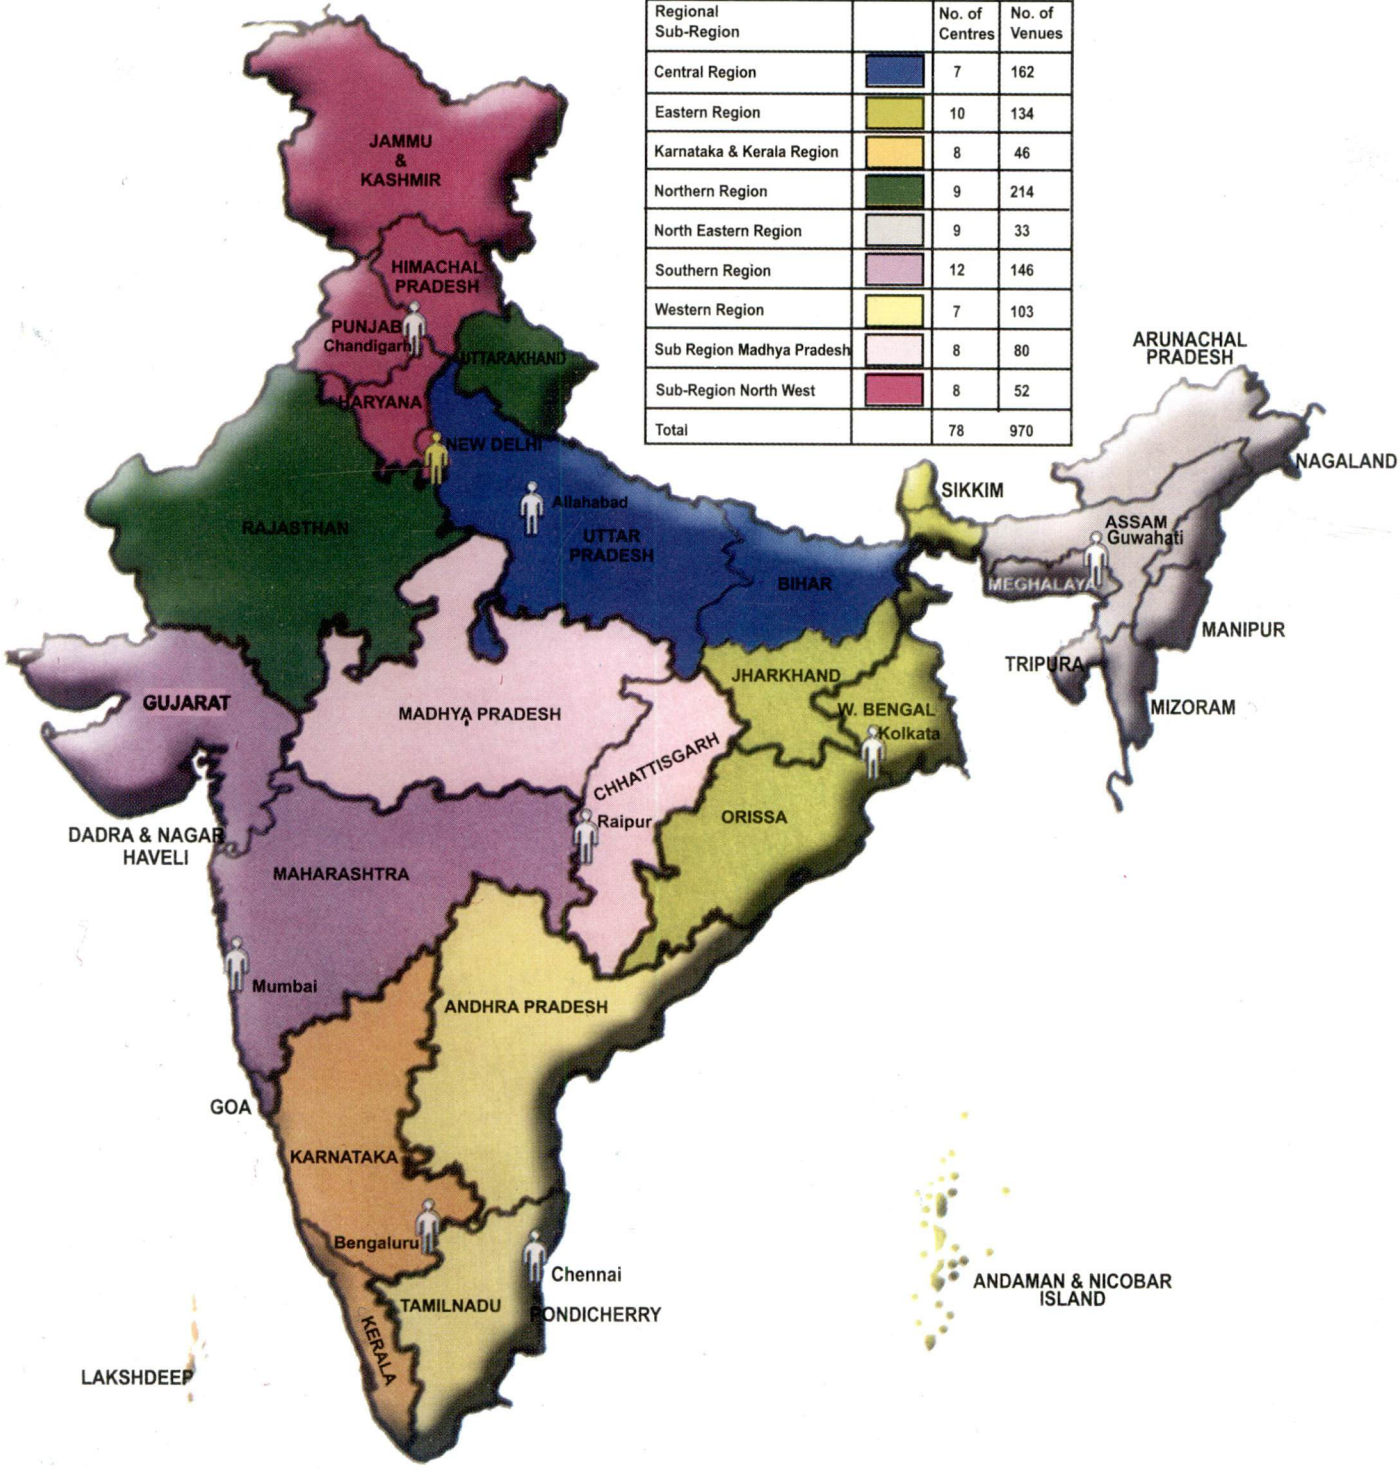 Regional No. of No. of
Sub-Region Centres Venues
Central Region 7 162
Eastern Region 10 134
Karnataka & Kerala Region 8 46
Northern Region 9 214
North Eastern Region 9 33
Southern Region 12 146
Western Region 7 103
Sub Region Madhya Pradesh 8 80
Sub-Region North West 8 52
Total 78 970
JAMMU
&
KASHMIR
HIMACHAL
PRADESH
PUNJAB
Chandigarh
UTTARAKHAND
HARYANA
NEW DELHI
ARUNACHAL
PRADESH
NAGALAND
SIKKIM
Allahabad
RAJASTHAN
UTTAR
PRADESH
ASSAM
Guwahati
BIHAR
MEGHALAYA
MANIPUR
TRIPURA
JHARKHAND
GUJARAT
MADHYA PRADESH
W. BENGAL
Kolkata
MIZORAM
CHHATTISGARH
Raipur
ORISSA
DADRA & NAGAR
HAVELI
MAHARASHTRA
Mumbai
ANDHRA PRADESH
GOA
KARNATAKA
Bengaluru
Chennai
TAMILNADU
PONDICHERRY
ANDAMAN & NICOBAR
ISLAND
KERALA
LAKSHDEEP